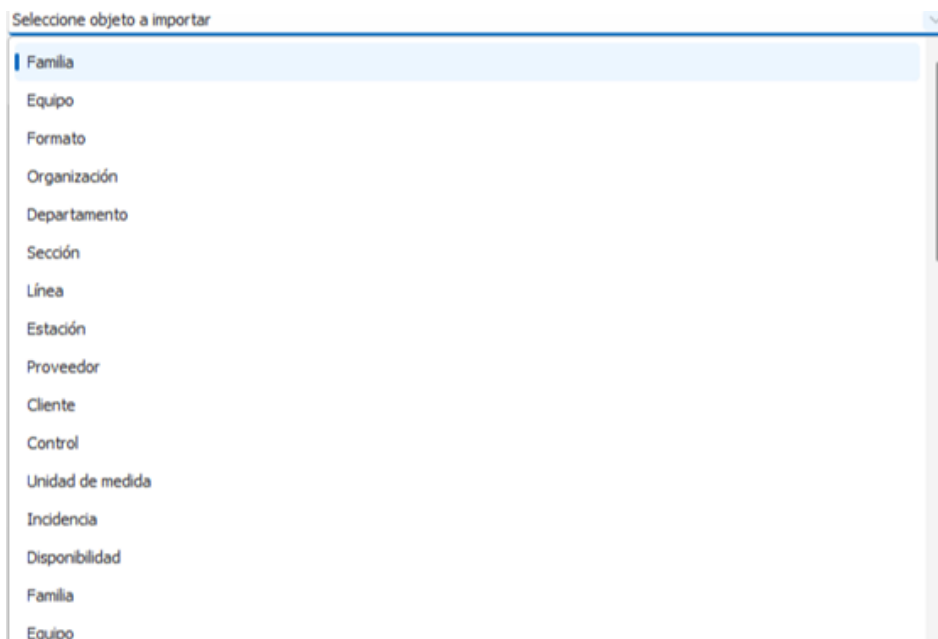 Seleccione objeto a importar
Familia
Equipo
Formato
Organización
Departamento
Sección
Línea
Estación
Proveedor
Cliente
Control
Unidad de medida
Incidencia
Disponibilidad
Familia
Equipo